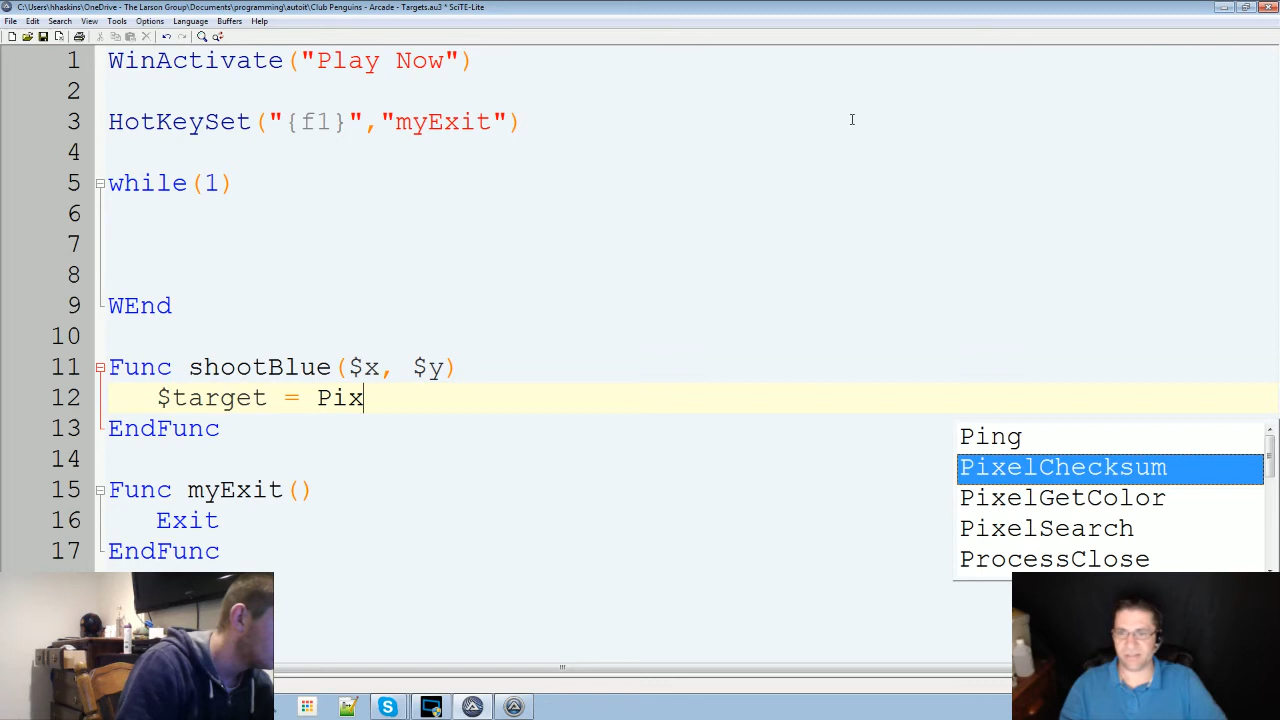 C:\Users\hhaskins\OneDrive - The Larson Group\Documents\programming\autoit\Club Penguins - Arcade - Targets.au3 * SciTE-Lite
File Edit Search View Tools Options Language Buffers Help
1 WinActivate("Play Now")
2
3 HotKeySet("{f1}","myExit")
4
5 while(1)
6
7
8
9 WEnd
10
11 Func shootBlue($x, $y)
12 $target = Pix
13 EndFunc
14
15 Func myExit()
16 Exit
17 EndFunc
Ping
PixelChecksum
PixelGetColor
PixelSearch
ProcessClose